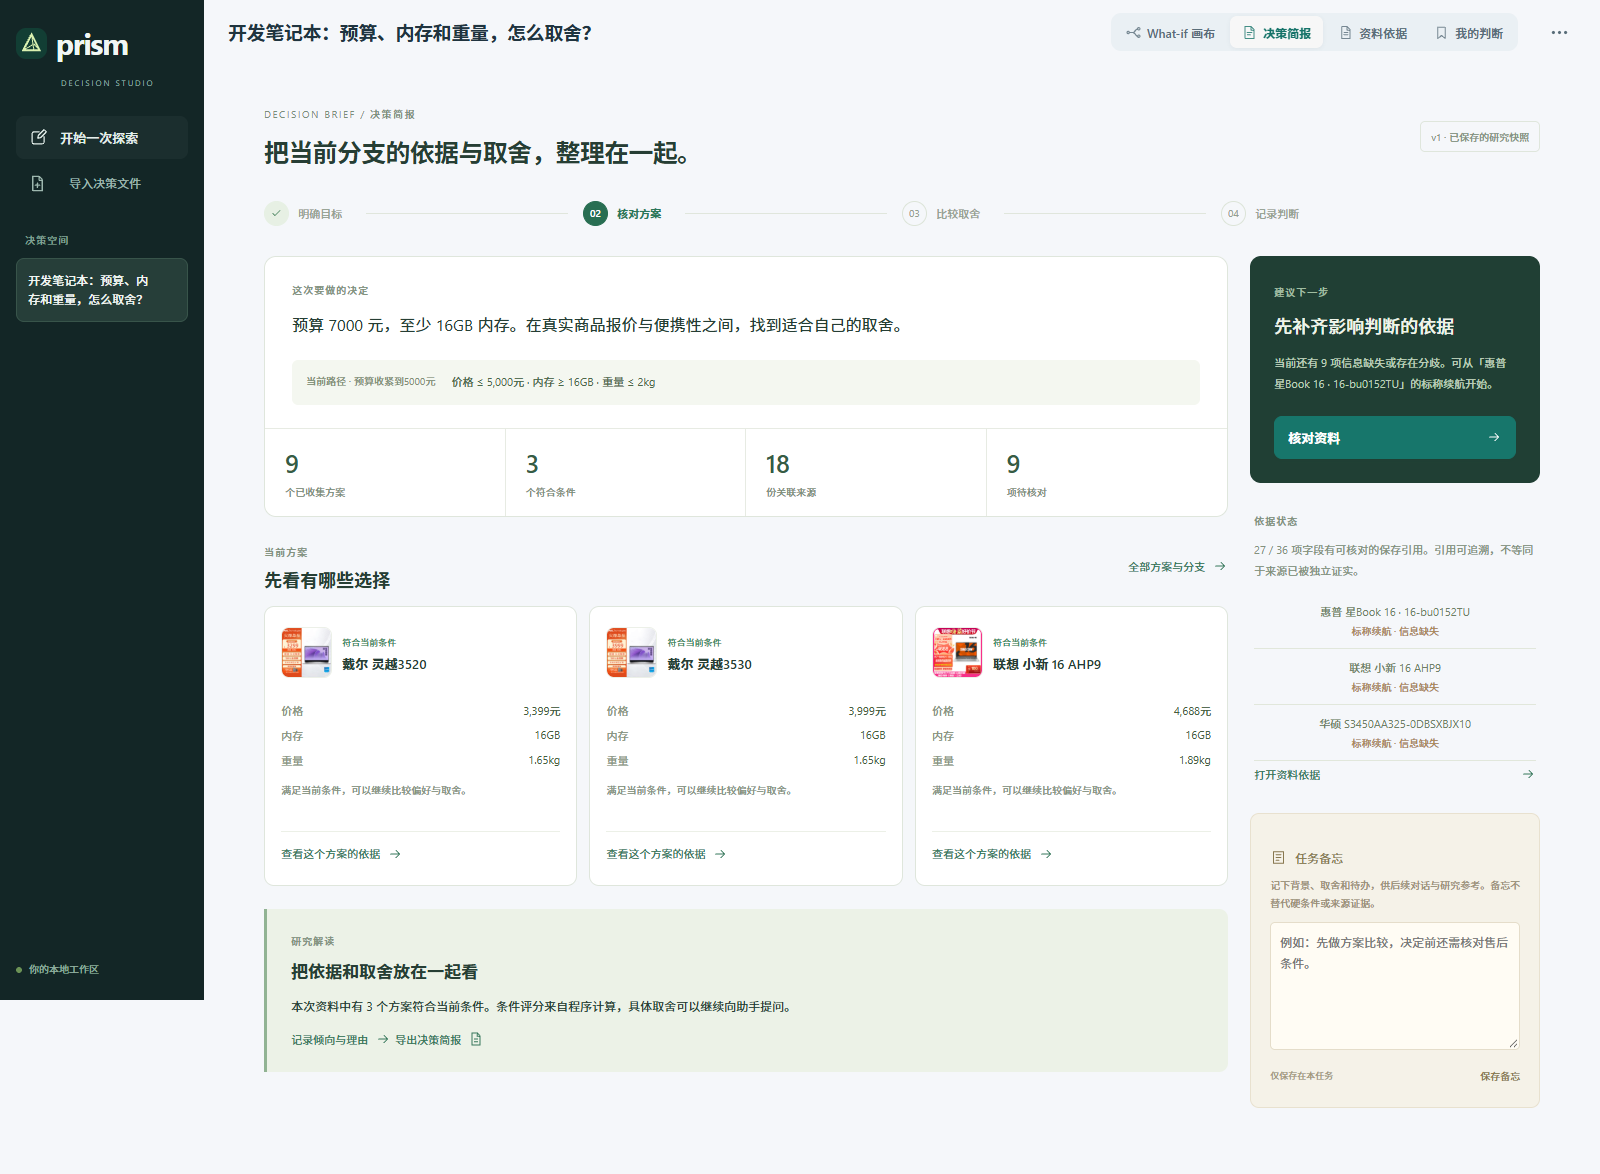 prism
DECISION STUDIO
开始一次探索
导入决策文件
决策空间
开发笔记本：预算、内
存和重量，怎么取舍？
你的本地工作区
开发笔记本：预算、内存和重量，怎么取舍？
What-if 画布
决策简报
资料依据
我的判断
DECISION BRIEF / 决策简报
把当前分支的依据与取舍，整理在一起。
v1 · 已保存的研究快照
明确目标
02 核对方案
03 比较取舍
04 记录判断
这次要做的决定
预算 7000 元，至少 16GB 内存。在真实商品报价与便携性之间，找到适合自己的取舍。
当前路径 · 预算收紧到5000元 价格 ≤ 5,000元 · 内存 ≥ 16GB · 重量 ≤ 2kg
9
个已收集方案
3
个符合条件
18
份关联来源
9
项待核对
当前方案
先看有哪些选择
全部方案与分支
符合当前条件
戴尔 灵越3520
价格 3,399元
内存 16GB
重量 1.65kg
满足当前条件，可以继续比较偏好与取舍。
查看这个方案的依据
符合当前条件
戴尔 灵越3530
价格 3,999元
内存 16GB
重量 1.65kg
满足当前条件，可以继续比较偏好与取舍。
查看这个方案的依据
符合当前条件
联想 小新 16 AHP9
价格 4,688元
内存 16GB
重量 1.89kg
满足当前条件，可以继续比较偏好与取舍。
查看这个方案的依据
研究解读
把依据和取舍放在一起看
本次资料中有 3 个方案符合当前条件。条件评分来自程序计算，具体取舍可以继续向助手提问。
记录倾向与理由
导出决策简报
建议下一步
先补齐影响判断的依据
当前还有 9 项信息缺失或存在分歧。可从「惠普
星Book 16 · 16-bu0152TU」的标称续航开始。
核对资料
依据状态
27 / 36 项字段有可核对的保存引用。引用可追溯，不等同
于来源已被独立证实。
惠普 星Book 16 · 16-bu0152TU
标称续航 · 信息缺失
联想 小新 16 AHP9
标称续航 · 信息缺失
华硕 S3450AA325-0DBSXBJX10
标称续航 · 信息缺失
打开资料依据
任务备忘
记下背景、取舍和待办，供后续对话与研究参考。备忘不
替代硬条件或来源证据。
例如：先做方案比较，决定前还需核对售后
条件。
仅保存在本任务
保存备忘